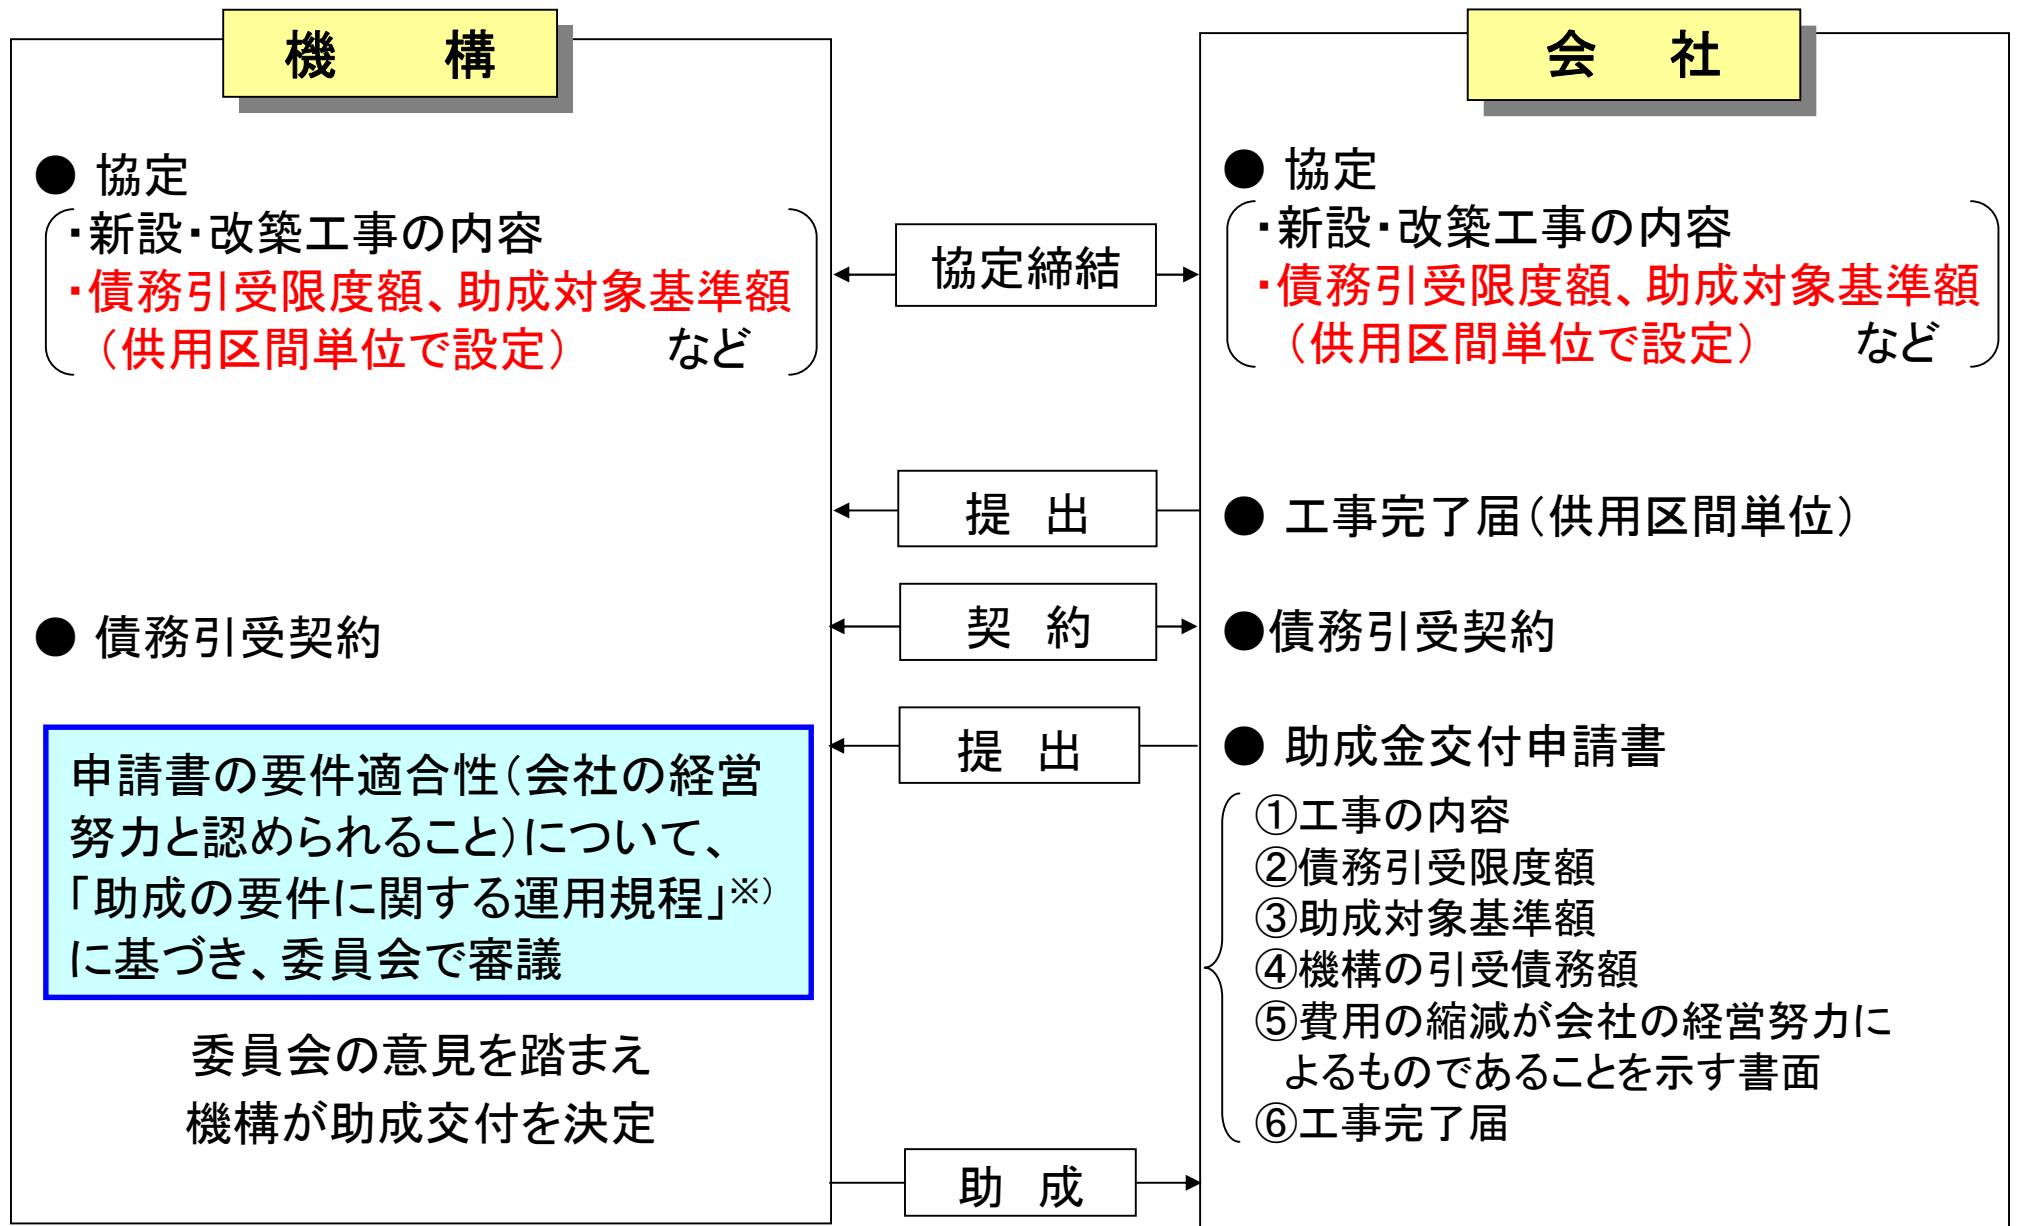 機　構
● 協定
・新設・改築工事の内容
・債務引受限度額、助成対象基準額
（供用区間単位で設定）　　など
● 債務引受契約
申請書の要件適合性（会社の経営
努力と認められること）について、
「助成の要件に関する運用規程」※）
に基づき、委員会で審議
委員会の意見を踏まえ
機構が助成交付を決定
協定締結
提　出
契　約
提　出
助　成
会　社
● 協定
・新設・改築工事の内容
・債務引受限度額、助成対象基準額
（供用区間単位で設定）　　など
● 工事完了届（供用区間単位）
●債務引受契約
● 助成金交付申請書
①工事の内容
②債務引受限度額
③助成対象基準額
④機構の引受債務額
⑤費用の縮減が会社の経営努力に
よるものであることを示す書面
⑥工事完了届